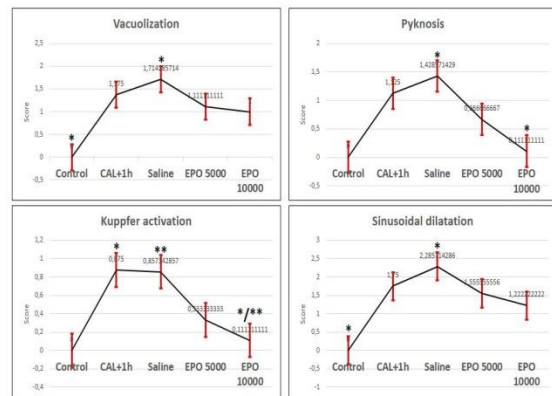 Vacuolization
2,5
2
1,5
1
0,5
0
-0,5
Score
*
1,375
*
1,714285714
1,111111111
Control
CAL+1h
Saline
EPO 5000
EPO
10000
Pyknosis
2
1,5
1
0,5
0
-0,5
Score
1,125
*
1,428571429
0,666666667
*
0,111111111
Control
CAL+1h
Saline
EPO 5000
EPO
10000
Kuppfer activation
1,2
1
0,8
0,6
0,4
0,2
0
-0,2
-0,4
Score
*
0,875
**
0,857142857
0,333333333
*/**
0,111111111
Control
CAL+1h
Saline
EPO 5000
EPO
10000
Sinusoidal dilatation
3
2,5
2
1,5
1
0,5
0
-0,5
-1
Score
*
1,75
*
2,285714286
1,555555556
1,222222222
Control
CAL+1h
Saline
EPO 5000
EPO
10000